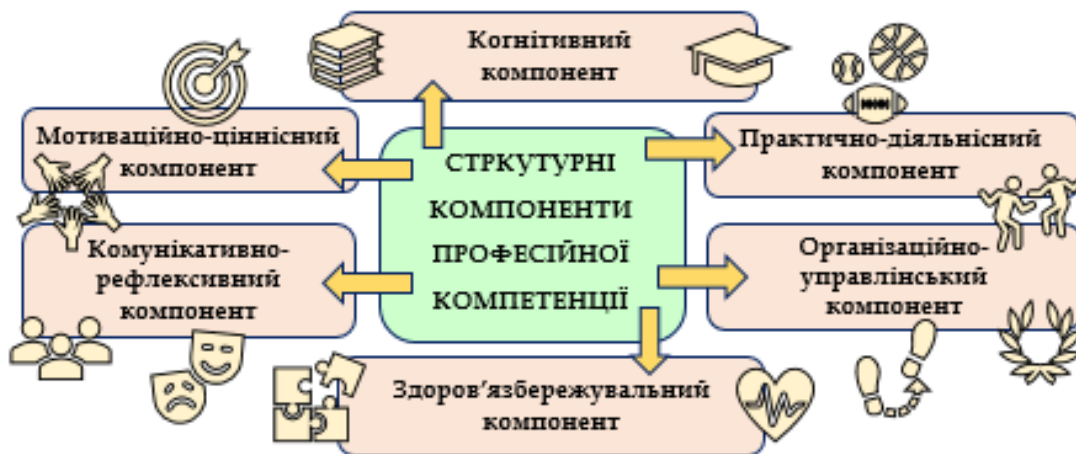 Когнітивний
компонент
Мотиваційно-ціннісний
компонент
СТРКУТУРНІ
КОМПОНЕНТИ
ПРОФЕСІЙНОЇ
КОМПЕТЕНЦІЇ
Практично-діяльнісний
компонент
Комунікативно-
рефлексивний
компонент
Організаційно-
управлінський
компонент
Здоров’язбережувальний
компонент